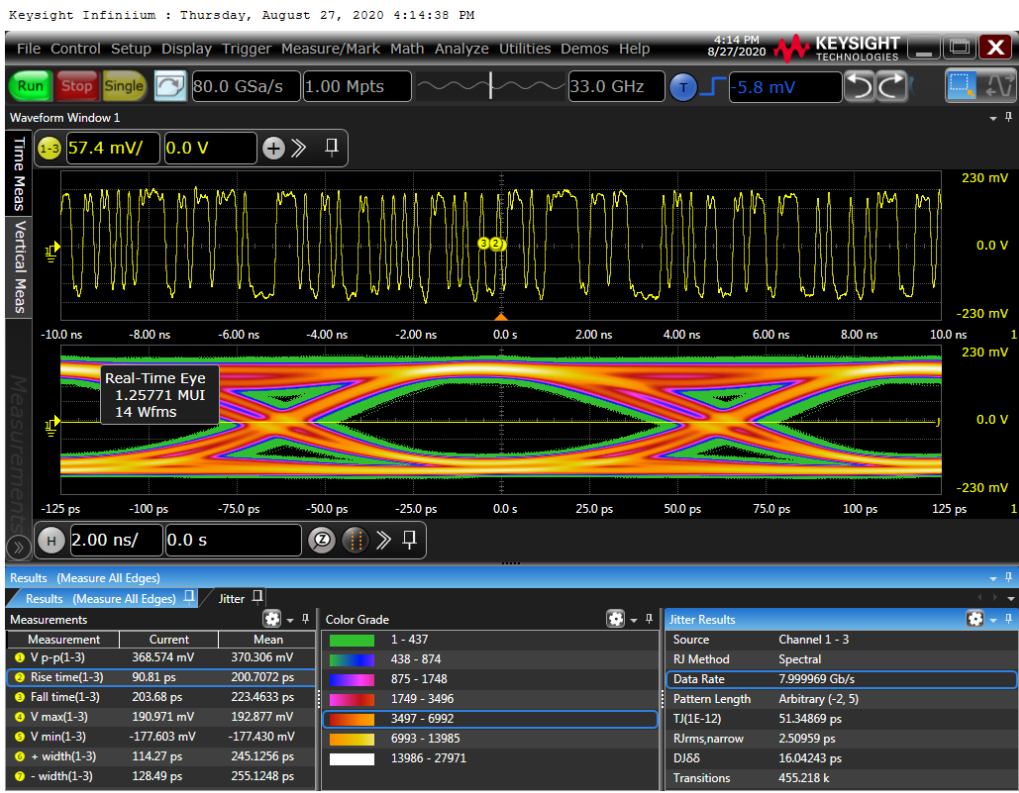 Keysight Infiniium : Thursday, August 27, 2020 4:14:38 PM
File Control Setup Display Trigger Measure/Mark Math Analyze Utilities Demos Help
4:14 PM
8/27/2020
KEYSIGHT
TECHNOLOGIES
X
Run Stop Single 80.0 GSa/s 1.00 Mpts 33.0 GHz T -5.8 mV
Waveform Window 1
Time Meas
Vertical Meas
Measurements
1-3 57.4 mV/ 0.0 V
230 mV
3 2
0.0 V
-230 mV
-10.0 ns -8.00 ns -6.00 ns -4.00 ns -2.00 ns 0.0 s 2.00 ns 4.00 ns 6.00 ns 8.00 ns 10.0 ns 1
230 mV
Real-Time Eye
1.25771 MUI
14 Wfms
0.0 V
-230 mV
-125 ps -100 ps -75.0 ps -50.0 ps -25.0 ps 0.0 s 25.0 ps 50.0 ps 75.0 ps 100 ps 125 ps 1
H 2.00 ns/ 0.0 s
Results (Measure All Edges)
Results (Measure All Edges) Jitter
Measurements
Measurement Current Mean
1 V p-p(1-3) 368.574 mV 370.306 mV
2 Rise time(1-3) 90.81 ps 200.7072 ps
3 Fall time(1-3) 203.68 ps 223.4633 ps
4 V max(1-3) 190.971 mV 192.877 mV
5 V min(1-3) -177.603 mV -177.430 mV
6 + width(1-3) 114.27 ps 245.1256 ps
7 - width(1-3) 128.49 ps 255.1248 ps
Color Grade
1 - 437
438 - 874
875 - 1748
1749 - 3496
3497 - 6992
6993 - 13985
13986 - 27971
Jitter Results
Source Channel 1 - 3
RJ Method Spectral
Data Rate 7.999969 Gb/s
Pattern Length Arbitrary (-2, 5)
TJ(1E-12) 51.34869 ps
RJrms,narrow 2.50959 ps
DJδδ 16.04243 ps
Transitions 455.218 k